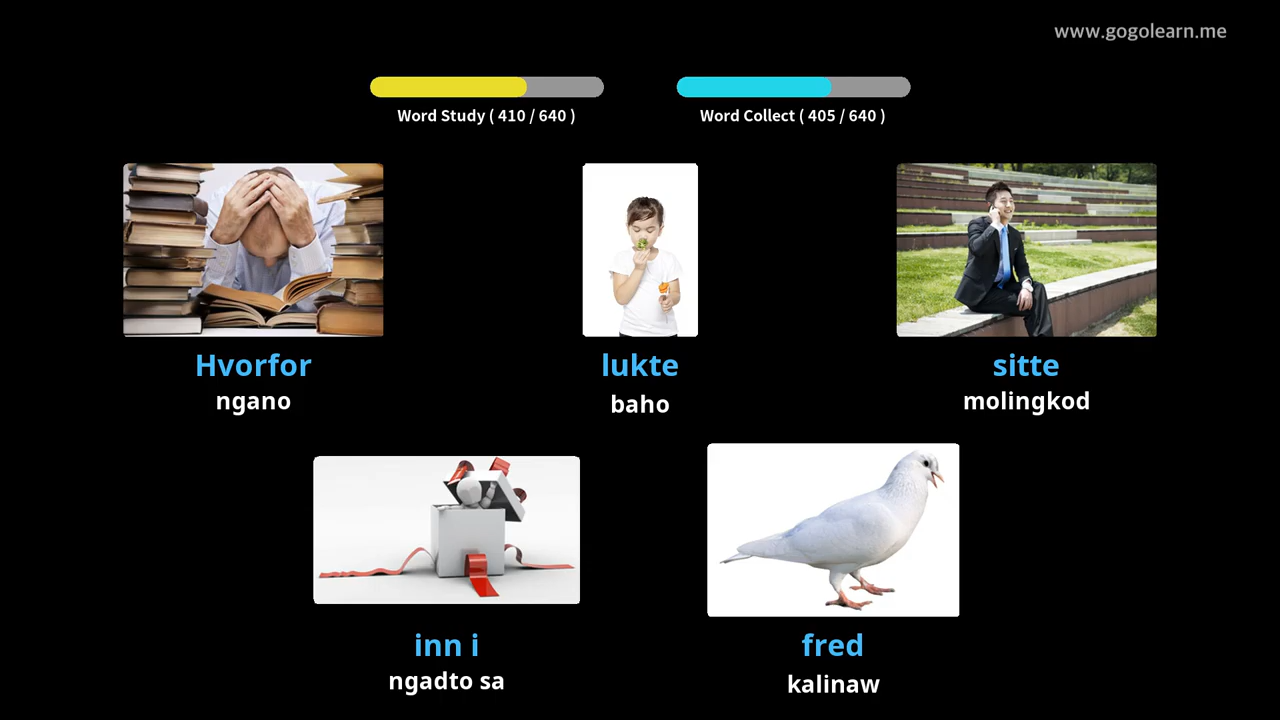 www.gogolearn.me
Word Study ( 410 / 640 )
Word Collect ( 405 / 640 )
Hvorfor
ngano
lukte
baho
sitte
molingkod
inn i
ngadto sa
fred
kalinaw